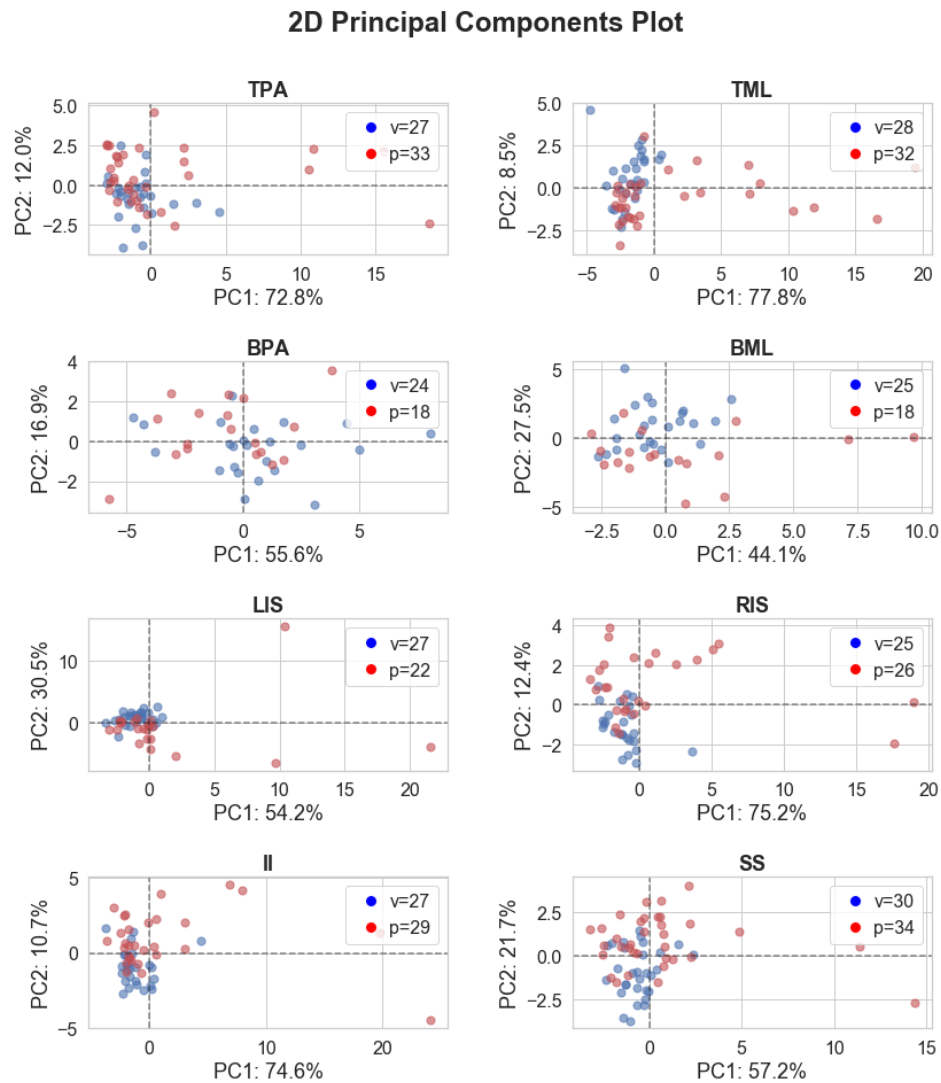 2D Principal Components Plot
TPA
5.0
2.5
0.0
−2.5
PC2: 12.0%
0
5
10
15
PC1: 72.8%
v=27
p=33
TML
5.0
2.5
0.0
−2.5
PC2: 8.5%
−5
0
5
10
15
20
PC1: 77.8%
v=28
p=32
BPA
4
2
0
−2
PC2: 16.9%
−5
0
5
PC1: 55.6%
v=24
p=18
BML
5
0
−5
PC2: 27.5%
−2.5
0.0
2.5
5.0
7.5
10.0
PC1: 44.1%
v=25
p=18
LIS
10
0
PC2: 30.5%
0
5
10
15
20
PC1: 54.2%
v=27
p=22
RIS
4
2
0
−2
PC2: 12.4%
0
5
10
15
20
PC1: 75.2%
v=25
p=26
II
5
0
−5
PC2: 10.7%
0
10
20
PC1: 74.6%
v=27
p=29
SS
2.5
0.0
−2.5
PC2: 21.7%
0
5
10
15
PC1: 57.2%
v=30
p=34